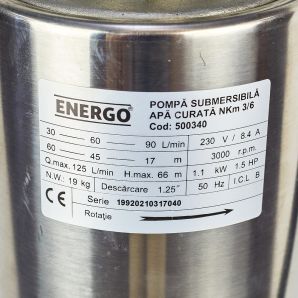 ENERGO®
POMPĂ SUBMERSIBILĂ
APĂ CURATĂ NKm 3/6
Cod: 500340
30 60 90 L/min 230 V / 8.4 A
60 45 17 m 3000 r.p.m.
Q.max. 125 L/min H.max. 66 m 1.1 kW 1.5 HP
N.W.: 19 kg Descărcare 1.25" 50 Hz I.CL B
CE Serie 19920210317040
Rotaţie